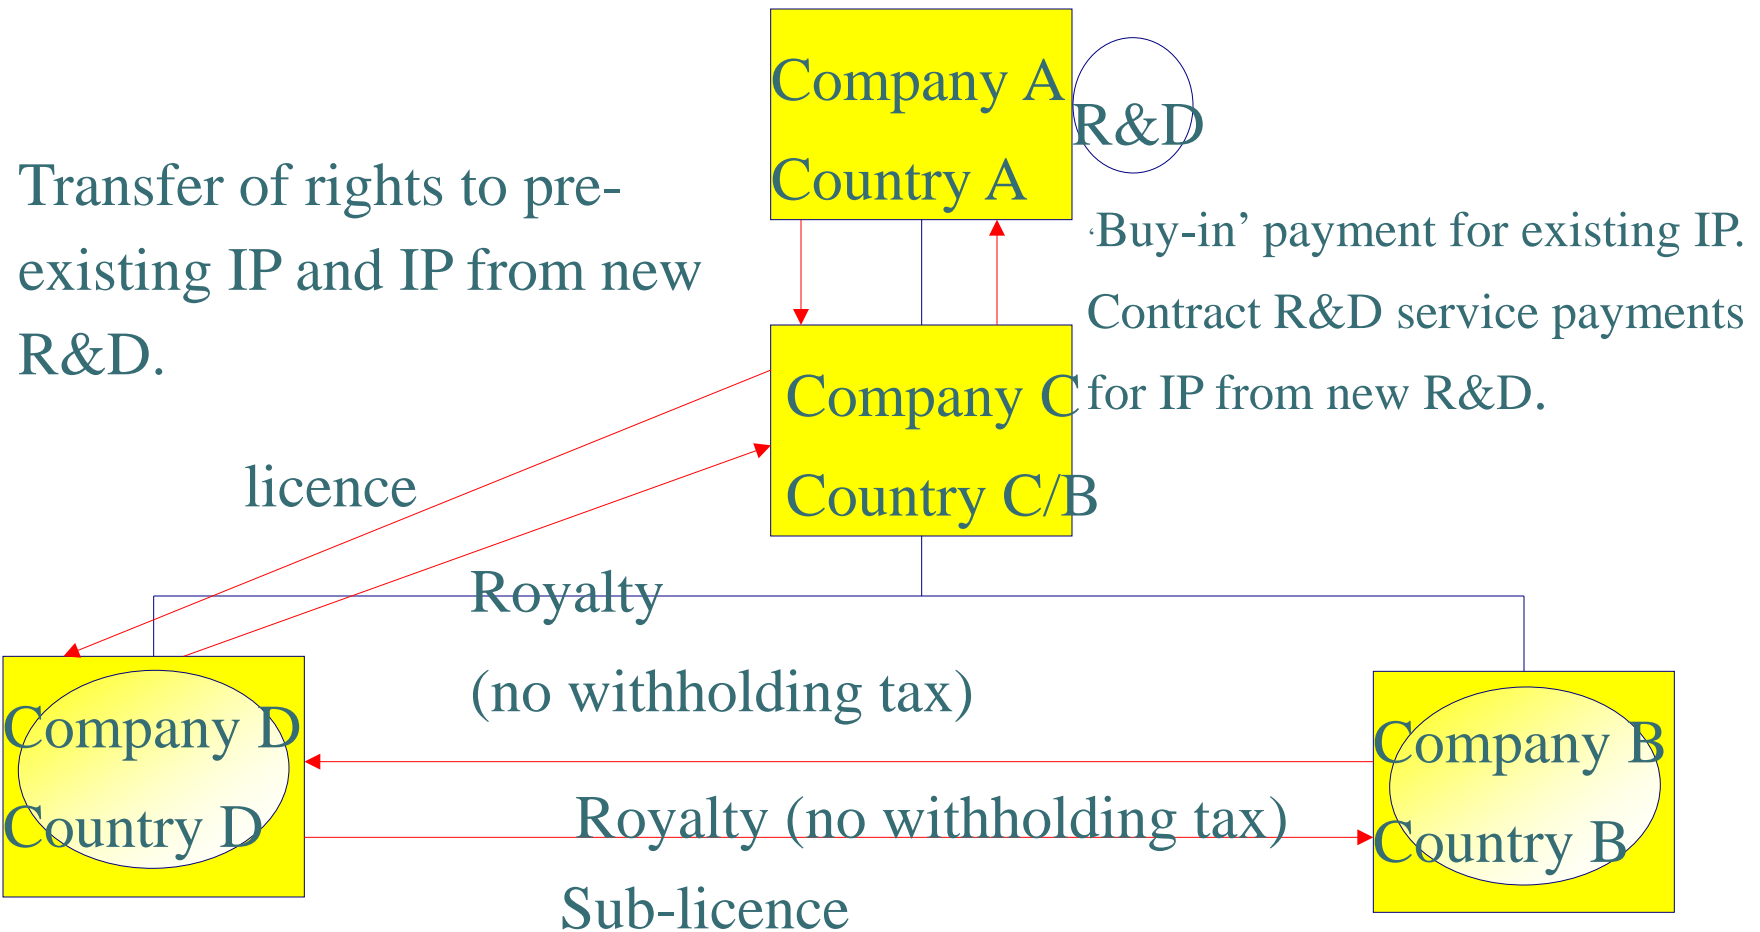 Company A
Country A
R&D
Transfer of rights to pre-
existing IP and IP from new
R&D.
‘Buy-in’ payment for existing IP.
Contract R&D service payments
for IP from new R&D.
Company C
Country C/B
licence
Royalty
(no withholding tax)
Company D
Country D
Company B
Country B
Royalty (no withholding tax)
Sub-licence